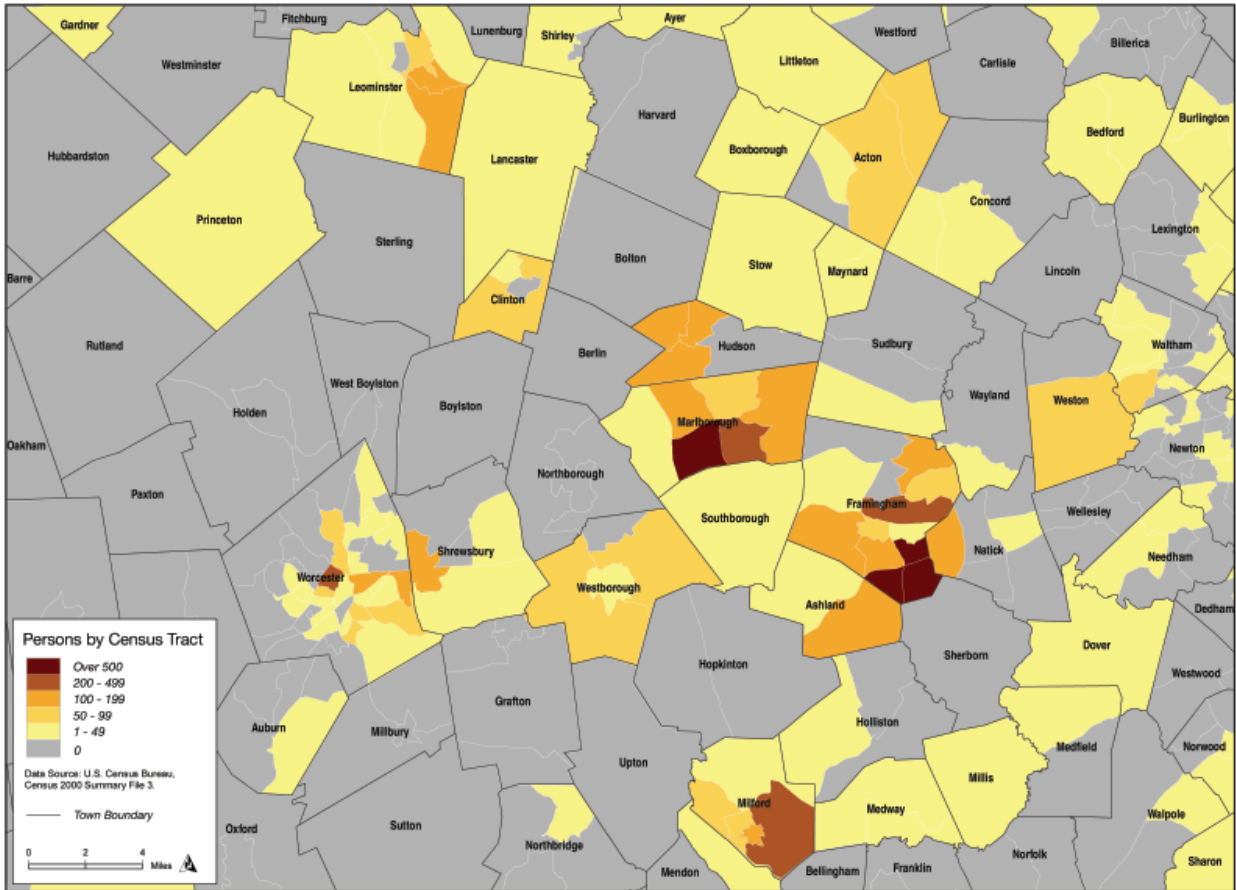 Gardner
Fitchburg
Ayer
Lunenburg
Shirley
Westford
Billerica
Westminster
Littleton
Carlisle
Leominster
Harvard
Burlington
Bedford
Hubbardston
Boxborough
Acton
Lancaster
Princeton
Concord
Lexington
Sterling
Bolton
Stow
Maynard
Lincoln
Barre
Clinton
Rutland
Berlin
Hudson
Sudbury
Waltham
West Boylston
Wayland
Weston
Holden
Boylston
Marlborough
Oakham
Newton
Northborough
Paxton
Framingham
Wellesley
Southborough
Shrewsbury
Natick
Needham
Worcester
Westborough
Ashland
Dedham
Persons by Census Tract
Over 500
200 - 499
100 - 199
50 - 99
1 - 49
0
Data Source: U.S. Census Bureau,
Census 2000 Summary File 3.
Town Boundary
0 2 4
Miles
Dover
Sherborn
Hopkinton
Westwood
Grafton
Auburn
Holliston
Millbury
Medfield
Norwood
Upton
Millis
Milford
Medway
Walpole
Oxford
Sutton
Northbridge
Norfolk
Sharon
Mendon
Bellingham
Franklin